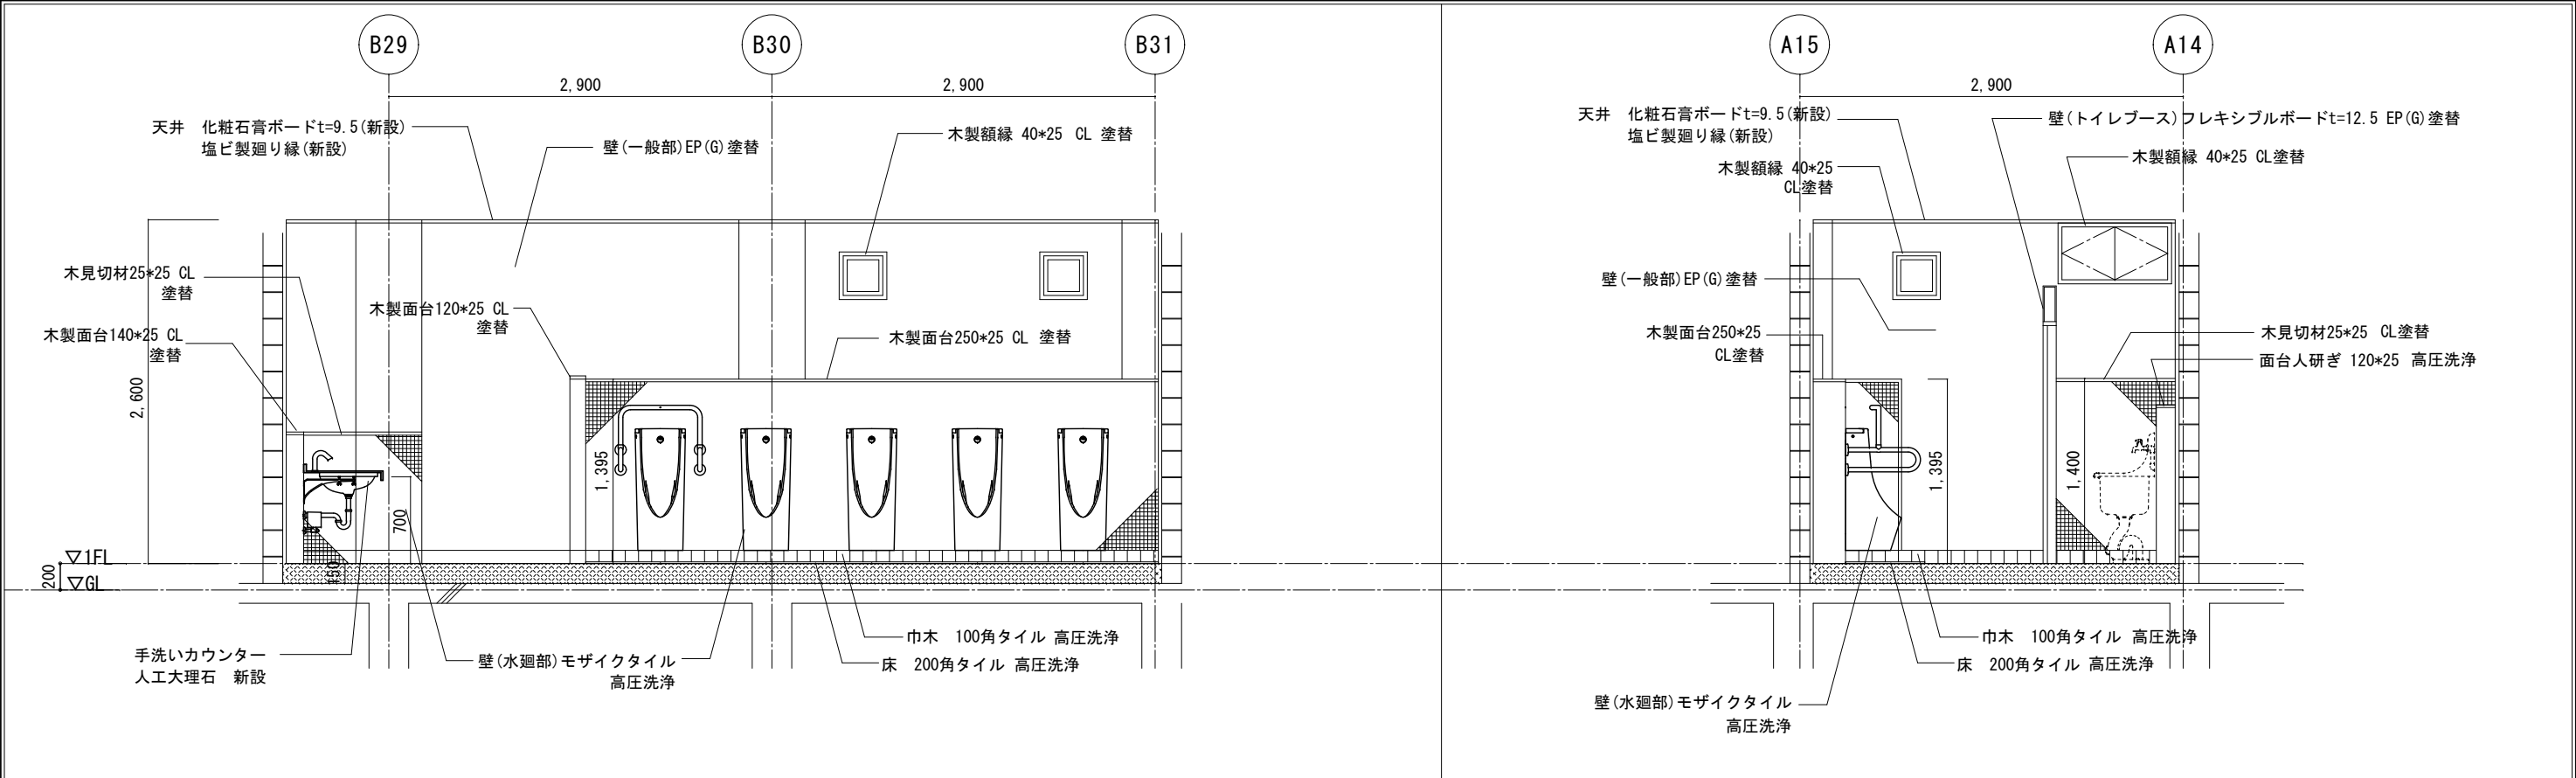 B29
B30
B31
2,900
2,900
天井　化粧石膏ボードt=9.5(新設)
塩ビ製廻り縁(新設)
壁(一般部)EP(G)塗替
木製額縁 40*25 CL 塗替
木見切材25*25 CL
塗替
木製面台120*25 CL
塗替
木製面台140*25 CL
塗替
木製面台250*25 CL 塗替
2,600
1,395
700
150
▽1FL
200
▽GL
手洗いカウンター
人工大理石　新設
壁(水廻部)モザイクタイル
高圧洗浄
巾木　100角タイル 高圧洗浄
床　200角タイル 高圧洗浄
A15
A14
2,900
天井　化粧石膏ボードt=9.5(新設)
塩ビ製廻り縁(新設)
壁(トイレブース)フレキシブルボードt=12.5 EP(G)塗替
木製額縁 40*25 CL塗替
木製額縁 40*25
CL塗替
壁(一般部)EP(G)塗替
木製面台250*25
CL塗替
木見切材25*25 CL塗替
面台人研ぎ 120*25 高圧洗浄
1,395
1,400
巾木　100角タイル 高圧洗浄
床　200角タイル 高圧洗浄
壁(水廻部)モザイクタイル
高圧洗浄